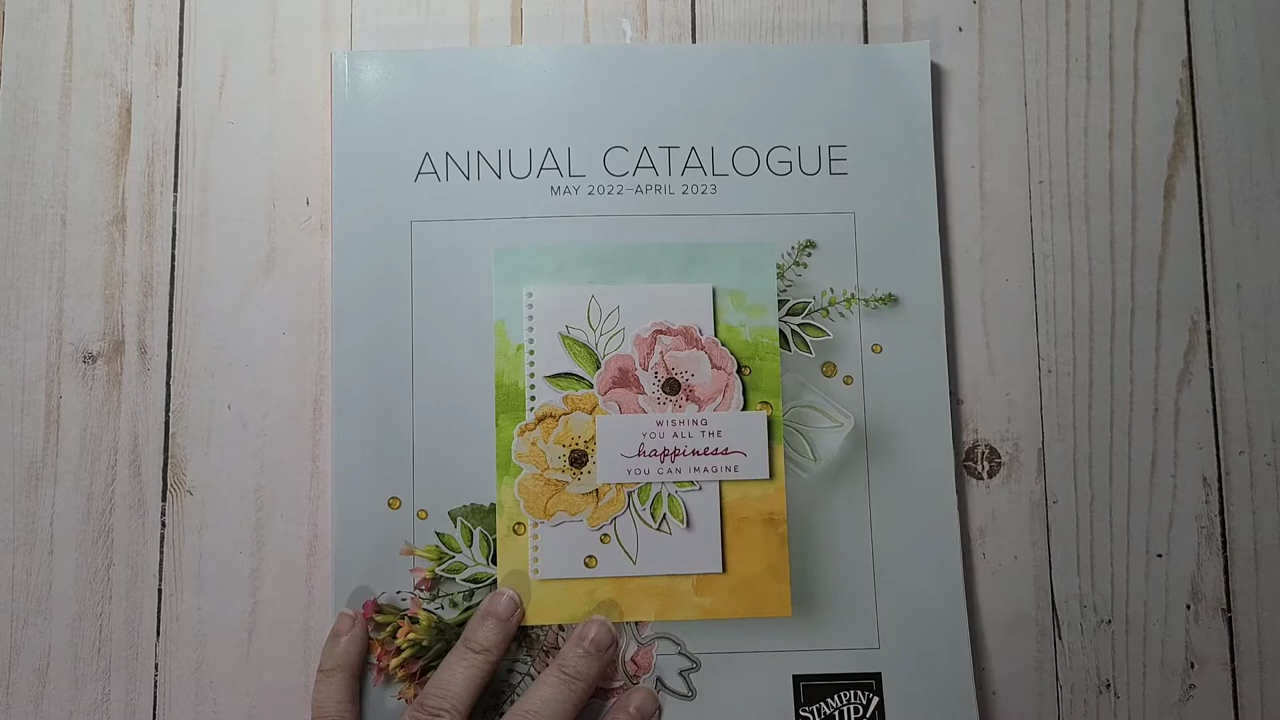 ANNUAL CATALOGUE
MAY 2022–APRIL 2023
WISHING
YOU ALL THE
happiness
YOU CAN IMAGINE
STAMPIN'
UP!